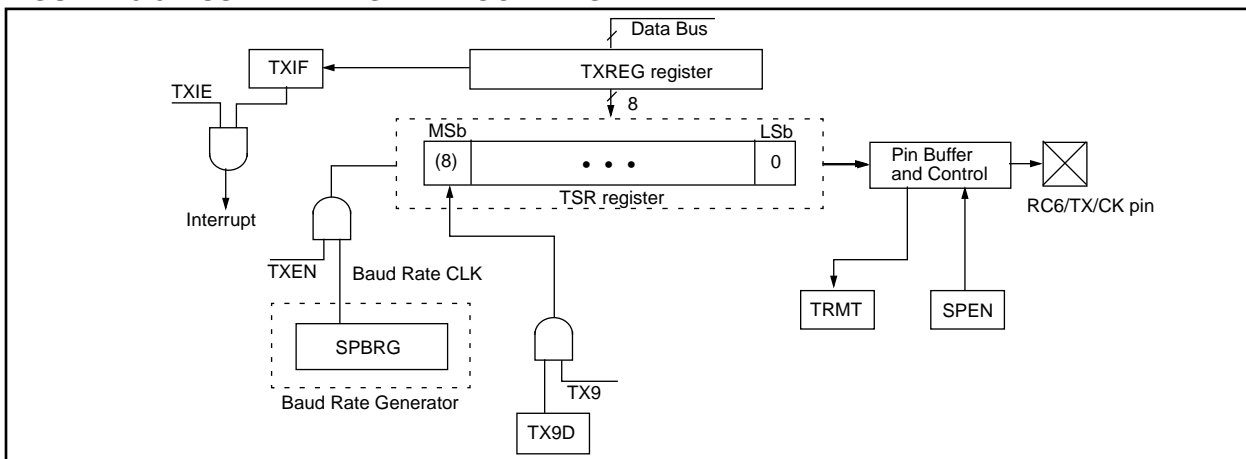 Data Bus
TXIF
TXREG register
TXIE
8
MSb
LSb
(8)
• • •
0
Pin Buffer
and Control
TSR register
Interrupt
RC6/TX/CK pin
TXEN
Baud Rate CLK
TRMT
SPEN
SPBRG
TX9
Baud Rate Generator
TX9D